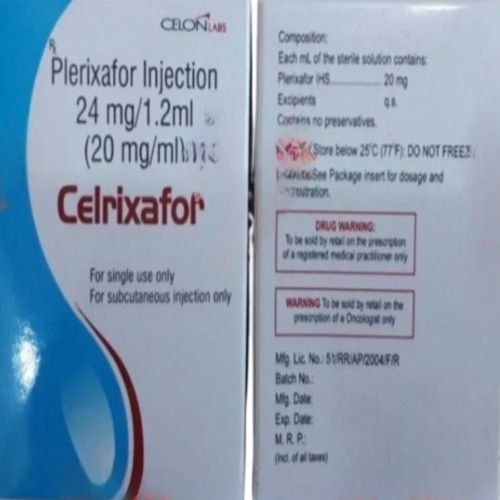 CELON LABS
Rx
Plerixafor Injection
24 mg/1.2ml
(20 mg/ml)
Celrixafor
For single use only
For subcutaneous injection only
Composition:
Each mL of the sterile solution contains:
Plerixafor IHS.................... 20 mg
Excipients q.s.
Contains no preservatives.
Store below 25°C (77°F): DO NOT FREEZE
See Package insert for dosage and
DRUG WARNING:
To be sold by retail on the prescription
of a registered medical practitioner only
WARNING To be sold by retail on the
prescription of a Oncologist only
Mfg. Lic. No.: 51/RR/AP/2004/F/R
Batch No.:
Mfg. Date:
Exp. Date:
M. R. P.:
(Incl. of all taxes)